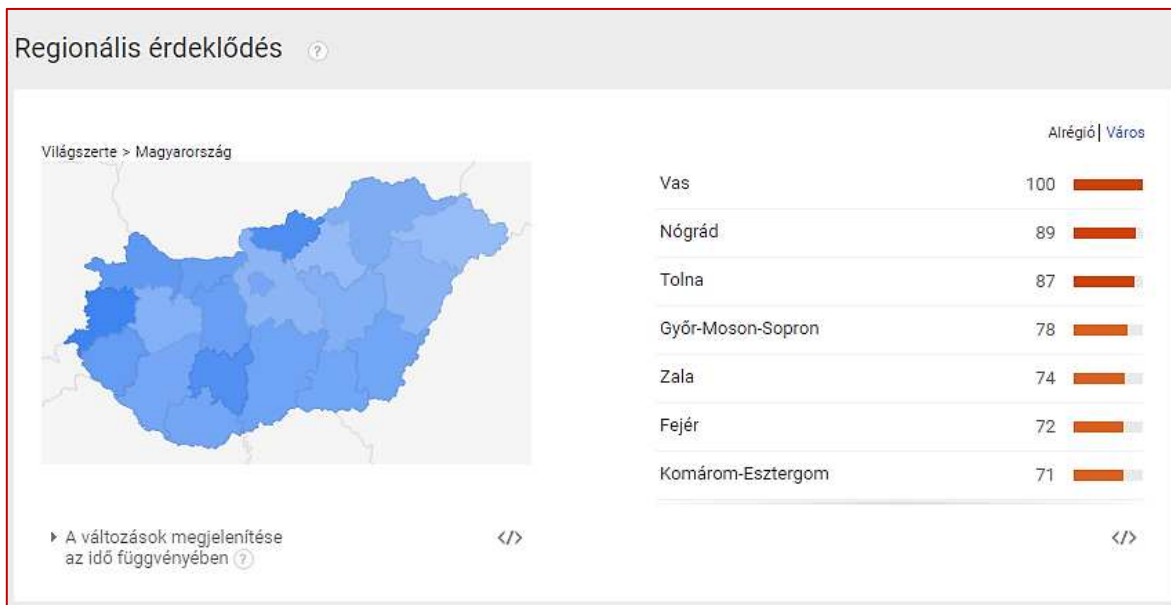 Regionális érdeklődés ?
Alrégió | Város
Világszerte > Magyarország
Vas 100
Nógrád 89
Tolna 87
Győr-Moson-Sopron 78
Zala 74
Fejér 72
Komárom-Esztergom 71
A változások megjelenítése
az idő függvényében ?
</> </>